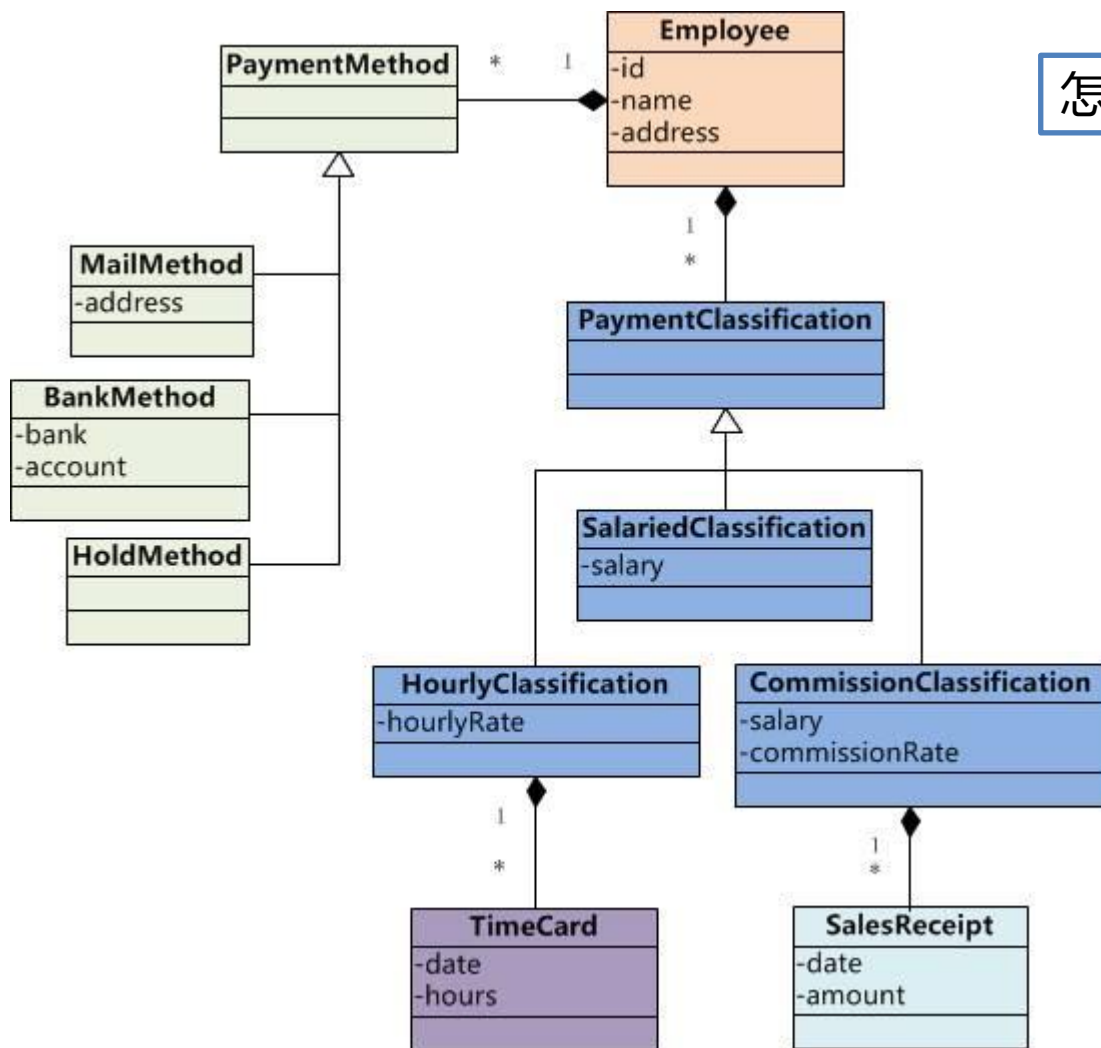 Employee
-id
-name
-address
怎
PaymentMethod
* 1
1
*
MailMethod
-address
PaymentClassification
BankMethod
-bank
-account
HoldMethod
SalariedClassification
-salary
HourlyClassification
-hourlyRate
CommissionClassification
-salary
-commissionRate
1
*
1
*
TimeCard
-date
-hours
SalesReceipt
-date
-amount